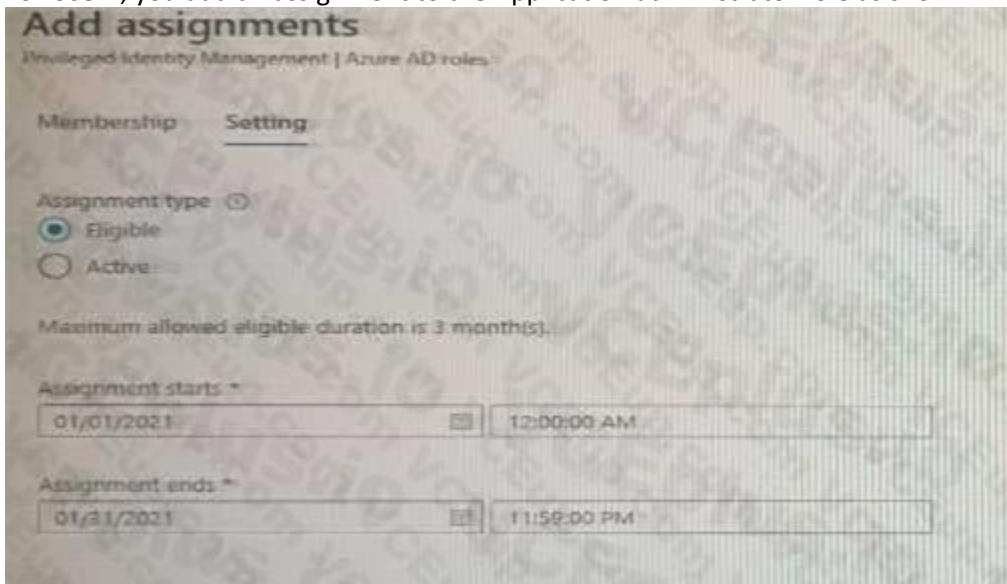 Add assignments
Privileged Identity Management | Azure AD roles
Membership Setting
Assignment type
Eligible
Active
Maximum allowed eligible duration is 3 month(s).
Assignment starts *
01/01/2021 12:00:00 AM
Assignment ends *
01/31/2021 11:59:00 PM